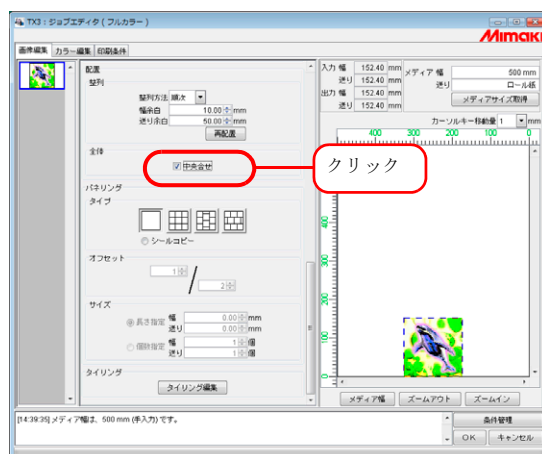 TX3 : ジョブエディタ ( フルカラー )
Mimaki
画像編集 カラー編集 印刷条件
配置
整列
整列方法 順次
幅余白 10.00 mm
送り余白 50.00 mm
再配置
全体
中央合せ
クリック
パネリング
タイプ
シールコピー
オフセット
1 / 2
サイズ
長さ指定 幅 0.00 mm
送り 0.00 mm
個数指定 幅 1 個
送り 1 個
タイリング
タイリング編集
入力 幅 152.40 mm
送り 152.40 mm
出力 幅 152.40 mm
送り 152.40 mm
メディア 幅 500 mm
送り ロール紙
メディアサイズ取得
カーソルキー移動量 1 mm
400 300 200 100 0
8
8
8
8
0
メディア幅 ズームアウト ズームイン
[14:39:35] メディア幅は、500 mm (手入力) です。
条件管理
OK キャンセル